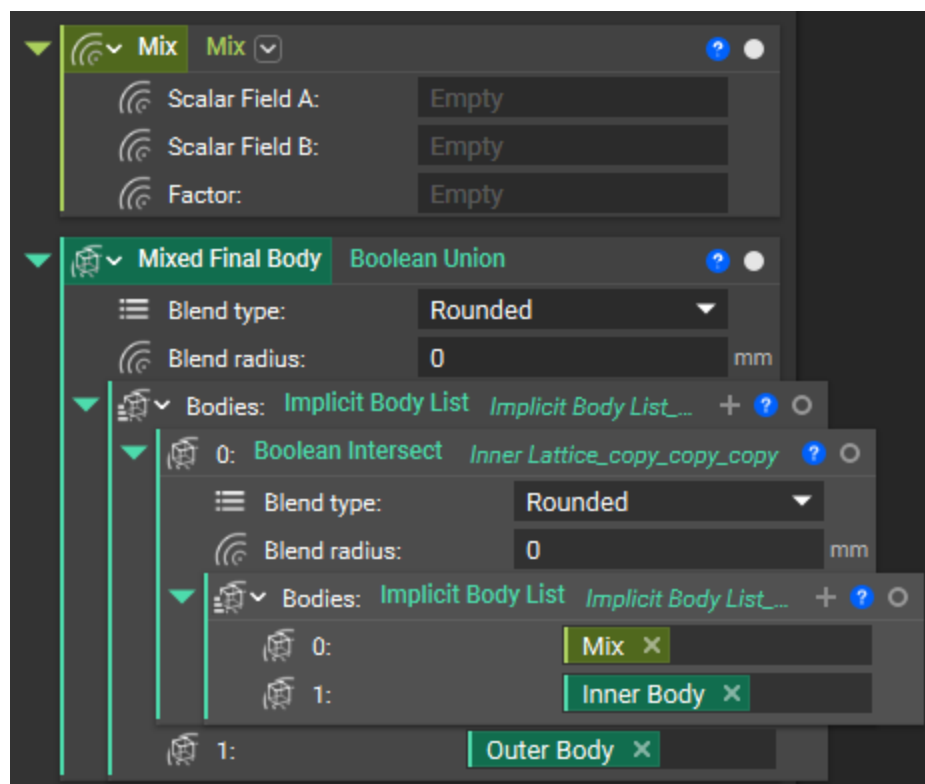 Mix Mix ?
Scalar Field A: Empty
Scalar Field B: Empty
Factor: Empty
Mixed Final Body Boolean Union ?
Blend type: Rounded
Blend radius: 0 mm
Bodies: Implicit Body List Implicit Body List_... + ?
0: Boolean Intersect Inner Lattice_copy_copy_copy ?
Blend type: Rounded
Blend radius: 0 mm
Bodies: Implicit Body List Implicit Body List_... + ?
0: Mix ×
1: Inner Body ×
1: Outer Body ×